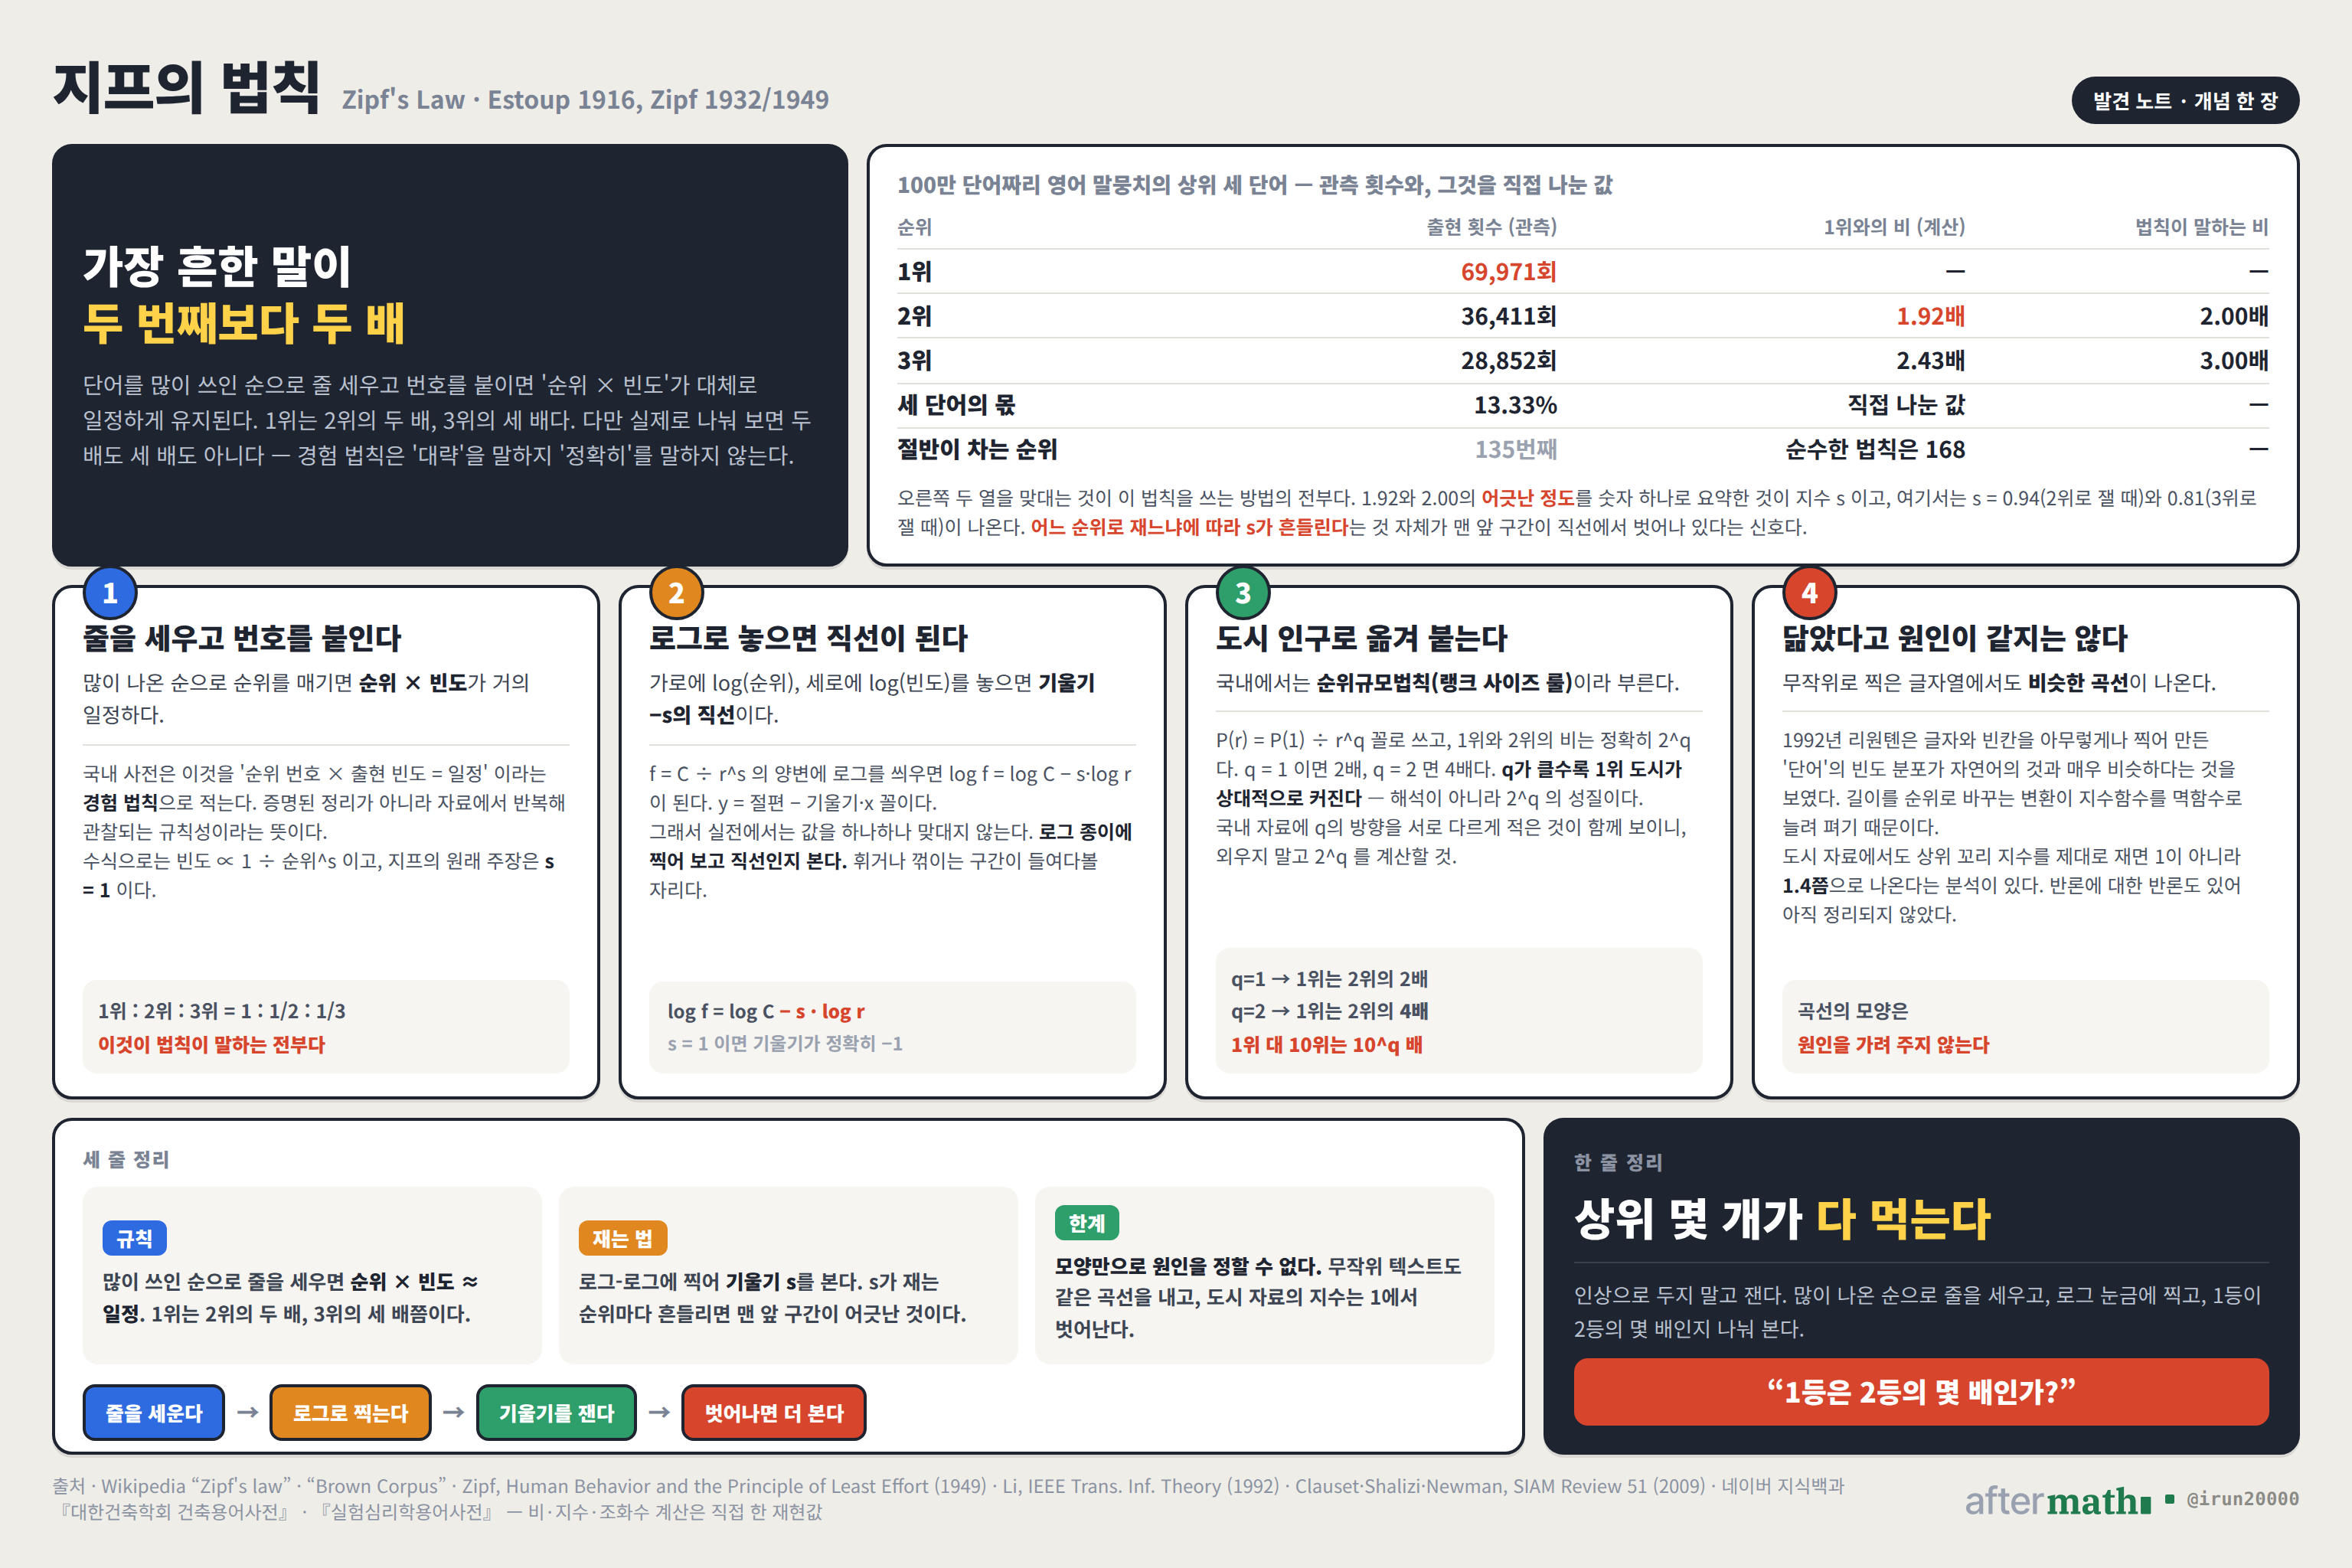 지프의 법칙
Zipf's Law · Estoup 1916, Zipf 1932/1949
발견 노트 · 개념 한 장
가장 흔한 말이
두 번째보다 두 배
단어를 많이 쓰인 순으로 줄 세우고 번호를 붙이면 '순위 × 빈도'가 대체로
일정하게 유지된다. 1위는 2위의 두 배, 3위의 세 배다. 다만 실제로 나눠 보면 두
배도 세 배도 아니다 — 경험 법칙은 '대략'을 말하지 '정확히'를 말하지 않는다.
100만 단어짜리 영어 말뭉치의 상위 세 단어 — 관측 횟수와, 그것을 직접 나눈 값
순위 출현 횟수 (관측) 1위와의 비 (계산) 법칙이 말하는 비
1위 69,971회 — —
2위 36,411회 1.92배 2.00배
3위 28,852회 2.43배 3.00배
세 단어의 몫 13.33% 직접 나눈 값 —
절반이 차는 순위 135번째 순수한 법칙은 168 —
오른쪽 두 열을 맞대는 것이 이 법칙을 쓰는 방법의 전부다. 1.92와 2.00의 어긋난 정도를 숫자 하나로 요약한 것이 지수 s 이고, 여기서는 s = 0.94(2위로 잴 때)와 0.81(3위로
잴 때)이 나온다. 어느 순위로 재느냐에 따라 s가 흔들린다는 것 자체가 맨 앞 구간이 직선에서 벗어나 있다는 신호다.
1
줄을 세우고 번호를 붙인다
많이 나온 순으로 순위를 매기면 순위 × 빈도가 거의
일정하다.
국내 사전은 이것을 '순위 번호 × 출현 빈도 = 일정' 이라는
경험 법칙으로 적는다. 증명된 정리가 아니라 자료에서 반복해
관찰되는 규칙성이라는 뜻이다.
수식으로는 빈도 ∝ 1 ÷ 순위^s 이고, 지프의 원래 주장은 s
= 1 이다.
1위 : 2위 : 3위 = 1 : 1/2 : 1/3
이것이 법칙이 말하는 전부다
2
로그로 놓으면 직선이 된다
가로에 log(순위), 세로에 log(빈도)를 놓으면 기울기
−s의 직선이다.
f = C ÷ r^s 의 양변에 로그를 씌우면 log f = log C − s·log r
이 된다. y = 절편 − 기울기·x 꼴이다.
그래서 실전에서는 값을 하나하나 맞대지 않는다. 로그 종이에
찍어 보고 직선인지 본다. 휘거나 꺾이는 구간이 들여다볼
자리다.
log f = log C − s · log r
s = 1 이면 기울기가 정확히 −1
3
도시 인구로 옮겨 붙는다
국내에서는 순위규모법칙(랭크 사이즈 룰)이라 부른다.
P(r) = P(1) ÷ r^q 꼴로 쓰고, 1위와 2위의 비는 정확히 2^q
다. q = 1 이면 2배, q = 2 면 4배다. q가 클수록 1위 도시가
상대적으로 커진다 — 해석이 아니라 2^q 의 성질이다.
국내 자료에 q의 방향을 서로 다르게 적은 것이 함께 보이니,
외우지 말고 2^q 를 계산할 것.
q=1 → 1위는 2위의 2배
q=2 → 1위는 2위의 4배
1위 대 10위는 10^q 배
4
닮았다고 원인이 같지는 않다
무작위로 찍은 글자열에서도 비슷한 곡선이 나온다.
1992년 리원톈은 글자와 빈칸을 아무렇게나 찍어 만든
'단어'의 빈도 분포가 자연어의 것과 매우 비슷하다는 것을
보였다. 길이를 순위로 바꾸는 변환이 지수함수를 멱함수로
늘려 펴기 때문이다.
도시 자료에서도 상위 꼬리 지수를 제대로 재면 1이 아니라
1.4쯤으로 나온다는 분석이 있다. 반론에 대한 반론도 있어
아직 정리되지 않았다.
곡선의 모양은
원인을 가려 주지 않는다
세 줄 정리
규칙
많이 쓰인 순으로 줄을 세우면 순위 × 빈도 ≈
일정. 1위는 2위의 두 배, 3위의 세 배쯤이다.
재는 법
로그-로그에 찍어 기울기 s를 본다. s가 재는
순위마다 흔들리면 맨 앞 구간이 어긋난 것이다.
한계
모양만으로 원인을 정할 수 없다. 무작위 텍스트도
같은 곡선을 내고, 도시 자료의 지수는 1에서
벗어난다.
줄을 세운다 → 로그로 찍는다 → 기울기를 잰다 → 벗어나면 더 본다
한 줄 정리
상위 몇 개가 다 먹는다
인상으로 두지 말고 잰다. 많이 나온 순으로 줄을 세우고, 로그 눈금에 찍고, 1등이
2등의 몇 배인지 나눠 본다.
“1등은 2등의 몇 배인가?”
출처 · Wikipedia “Zipf's law” · “Brown Corpus” · Zipf, Human Behavior and the Principle of Least Effort (1949) · Li, IEEE Trans. Inf. Theory (1992) · Clauset·Shalizi·Newman, SIAM Review 51 (2009) · 네이버 지식백과
『대한건축학회 건축용어사전』 · 『실험심리학용어사전』 — 비·지수·조화수 계산은 직접 한 재현값
aftermath @irun20000